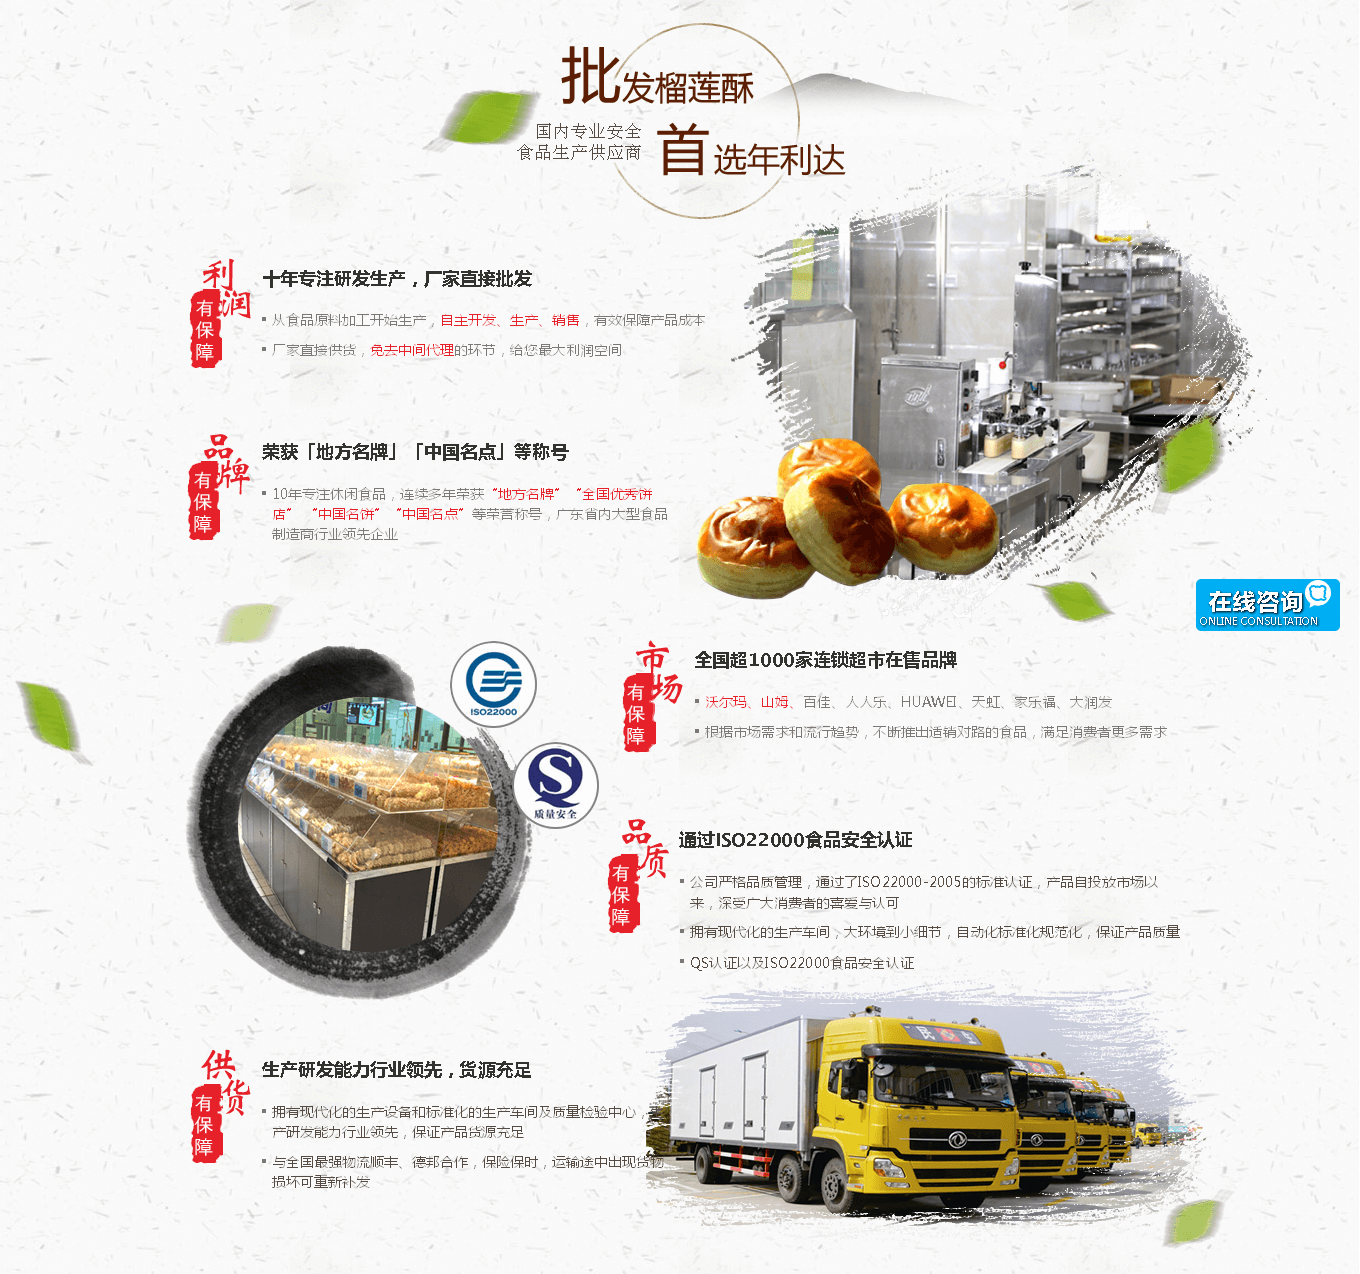 批发榴莲酥
国内专业安全
食品生产供应商
首选年利达
利润
有保障
十年专注研发生产，厂家直接批发
从食品原料加工开始生产，自主开发、生产、销售，有效保障产品成本
厂家直接供货，免去中间代理的环节，给您最大利润空间
品牌
有保障
荣获「地方名牌」「中国名点」等称号
10年专注休闲食品，连续多年荣获“地方名牌”“全国优秀饼
店”“中国名饼”“中国名点”等荣誉称号，广东省内大型食品
制造商行业领先企业
在线咨询
ONLINE CONSULTATION
ISO22000
质量安全
市场
有保障
全国超1000家连锁超市在售品牌
沃尔玛、山姆、百佳、人人乐、HUAWEI、天虹、家乐福、大润发
根据市场需求和流行趋势，不断推出适销对路的食品，满足消费者更多需求
品质
有保障
通过ISO22000食品安全认证
公司严格品质管理，通过了ISO22000-2005的标准认证，产品自投放市场以
来，深受广大消费者的喜爱与认可
拥有现代化的生产车间，大环境到小细节，自动化标准化规范化，保证产品质量
QS认证以及ISO22000食品安全认证
供货
有保障
生产研发能力行业领先，货源充足
拥有现代化的生产设备和标准化的生产车间及质量检验中心，生
产研发能力行业领先，保证产品货源充足
与全国最强物流顺丰、德邦合作，保险保时，运输途中出现货物
损坏可重新补发